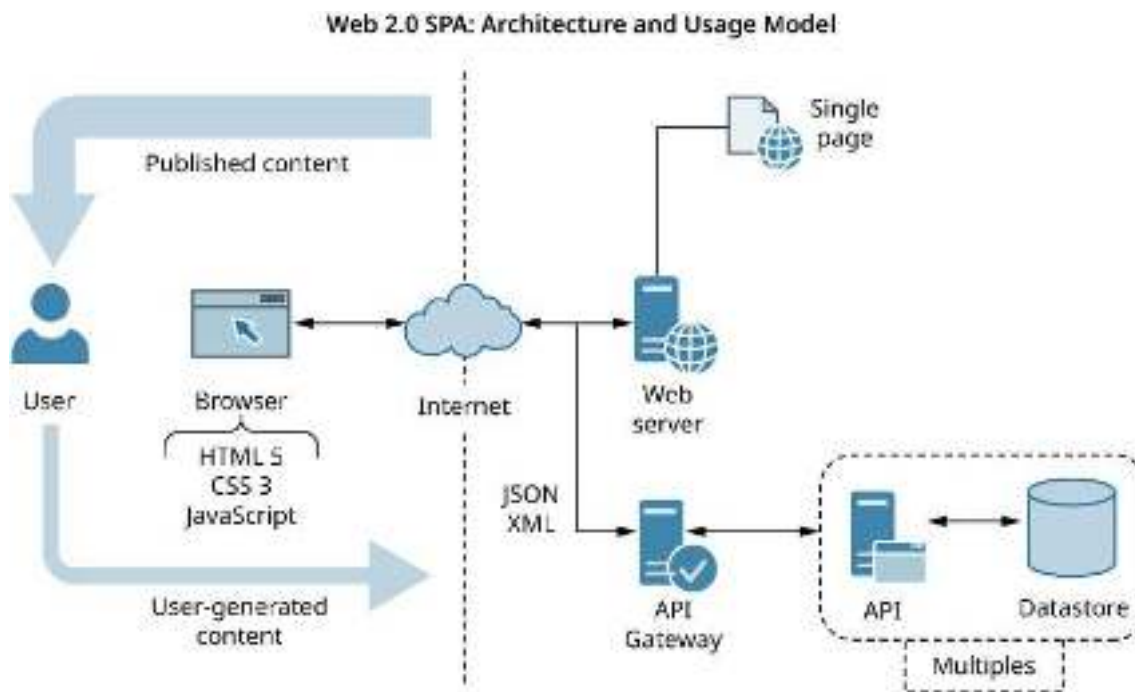 Web 2.0 SPA: Architecture and Usage Model
Published content
Single
page
User
Browser
Internet
Web
server
HTML 5
CSS 3
JavaScript
JSON
XML
User-generated
content
API
Gateway
API
Datastore
Multiples